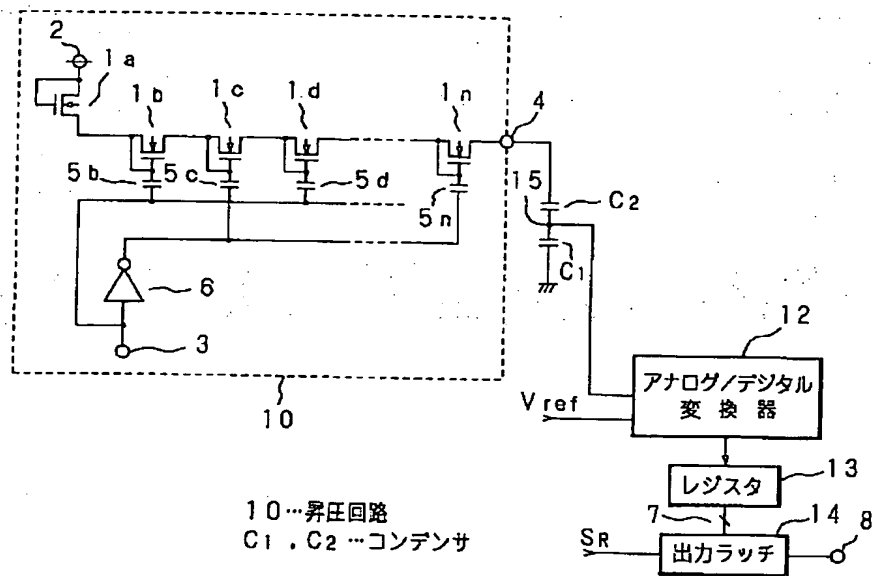 2
1a
1b
1c
1d
1n
4
5b
5c
5d
5n
15
C2
C1
6
3
10
12
アナログ/デジタル
変換器
Vref
13
レジスタ
7
14
8
SR
出力ラッチ
10…昇圧回路
C1 , C2 …コンデンサ